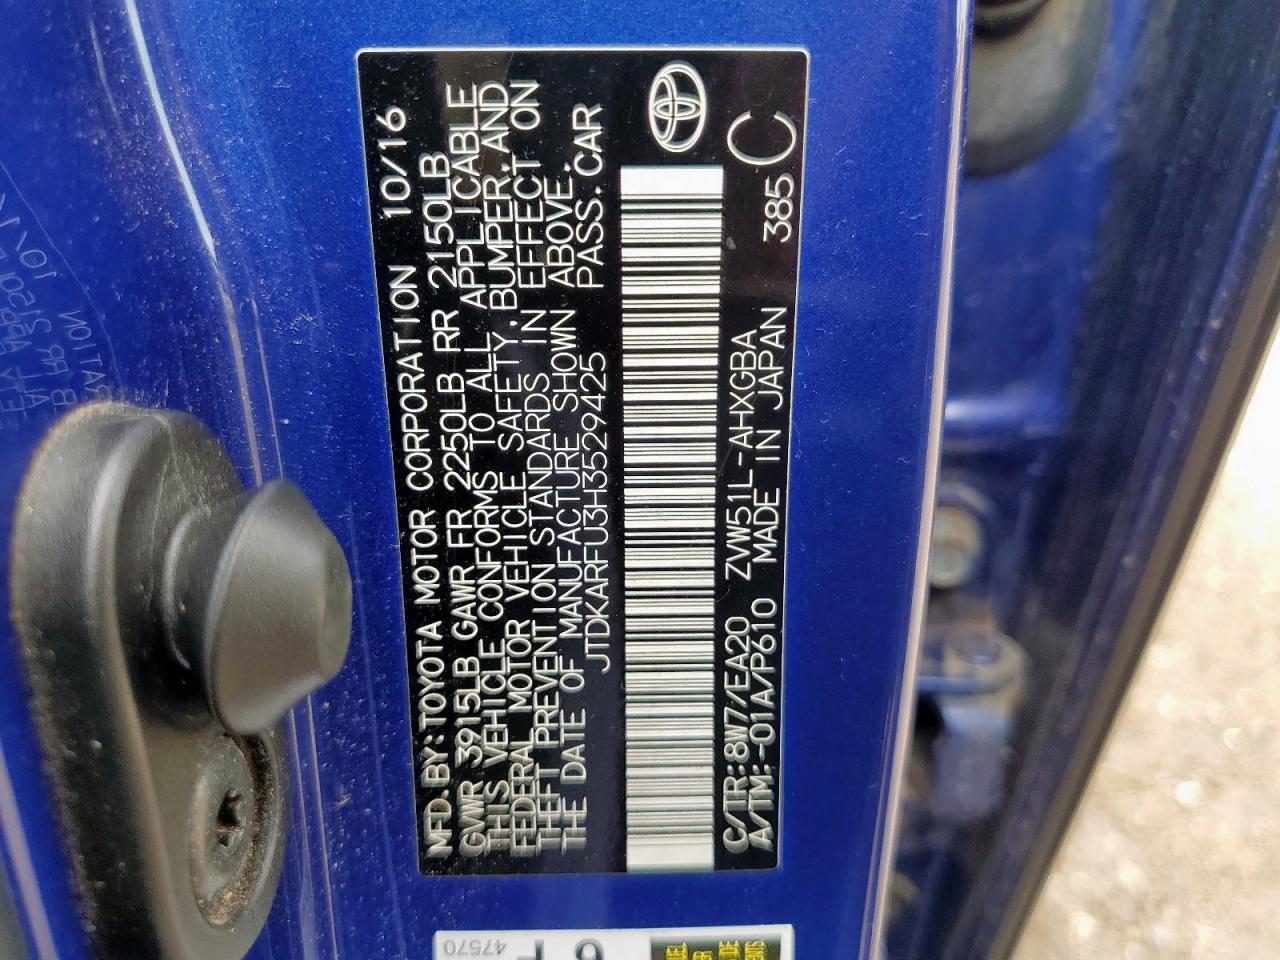 MFD.BY:TOYOTA MOTOR CORPORATION 10/16
GVWR 3915LB GAWR FR 2250LB RR 2150LB
THIS VEHICLE CONFORMS TO ALL APPLICABLE
FEDERAL MOTOR VEHICLE SAFETY, BUMPER, AND
THEFT PREVENTION STANDARDS IN EFFECT ON
THE DATE OF MANUFACTURE SHOWN ABOVE.
JTDKARFU3H3529425 PASS.CAR
C/TR:8W7/EA20 ZVW51L-AHXGBA 385 C
A/TM:-01A/P610 MADE IN JAPAN
47570